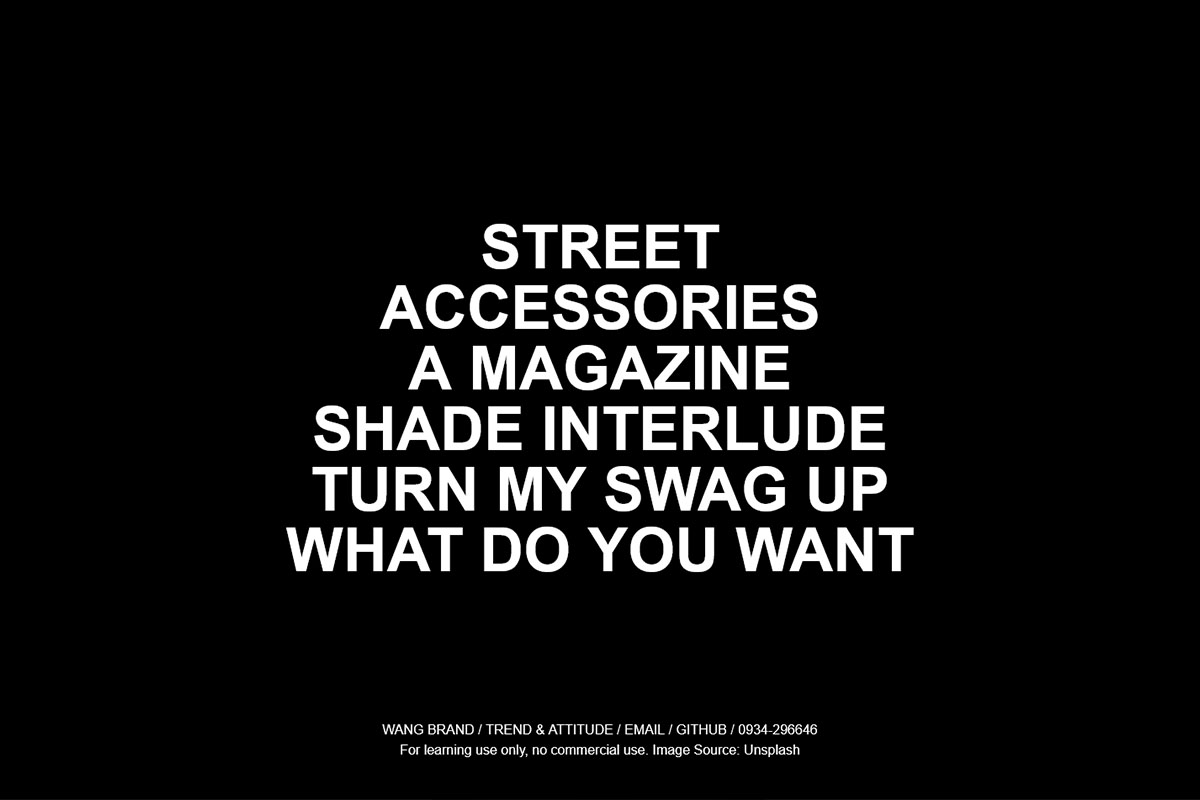 STREET
ACCESSORIES
A MAGAZINE
SHADE INTERLUDE
TURN MY SWAG UP
WHAT DO YOU WANT
WANG BRAND / TREND & ATTITUDE / EMAIL / GITHUB / 0934-296646
For learning use only, no commercial use. Image Source: Unsplash